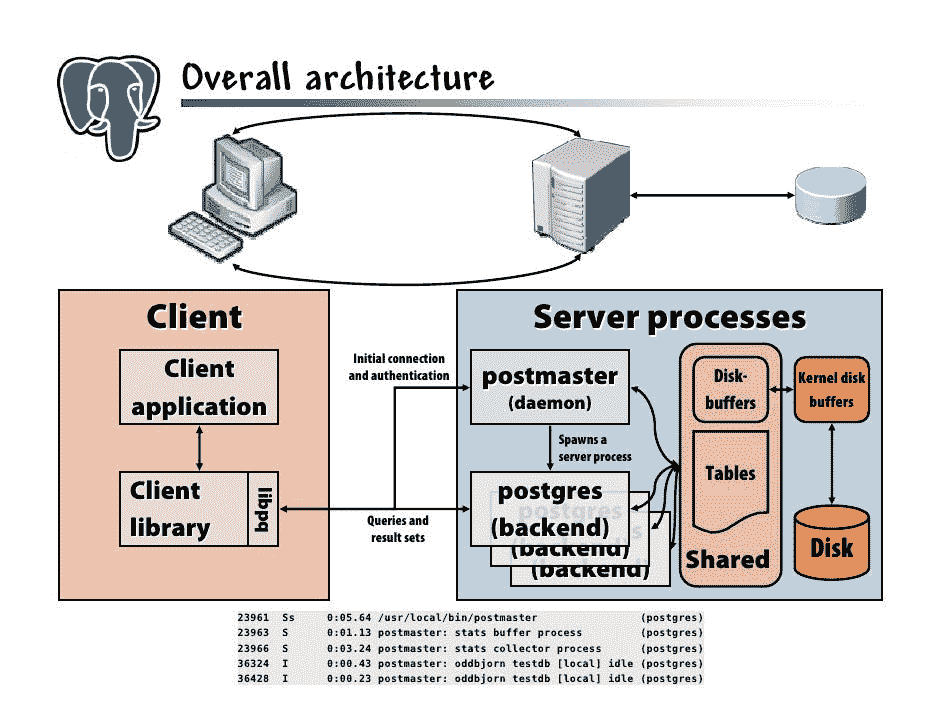 Overall architecture
Client
Client
application
Client
library
libpq
Initial connection
and authentication
Queries and
result sets
Server processes
postmaster
(daemon)
Spawns a
server process
postgres
(backend)
postgres
(backend)
(backend)
Disk-
buffers
Tables
Shared
Kernel disk
buffers
Disk
23961 Ss 0:05.64 /usr/local/bin/postmaster (postgres)
23963 S 0:01.13 postmaster: stats buffer process (postgres)
23966 S 0:03.24 postmaster: stats collector process (postgres)
36324 I 0:00.43 postmaster: oddbjorn testdb [local] idle (postgres)
36428 I 0:00.23 postmaster: oddbjorn testdb [local] idle (postgres)